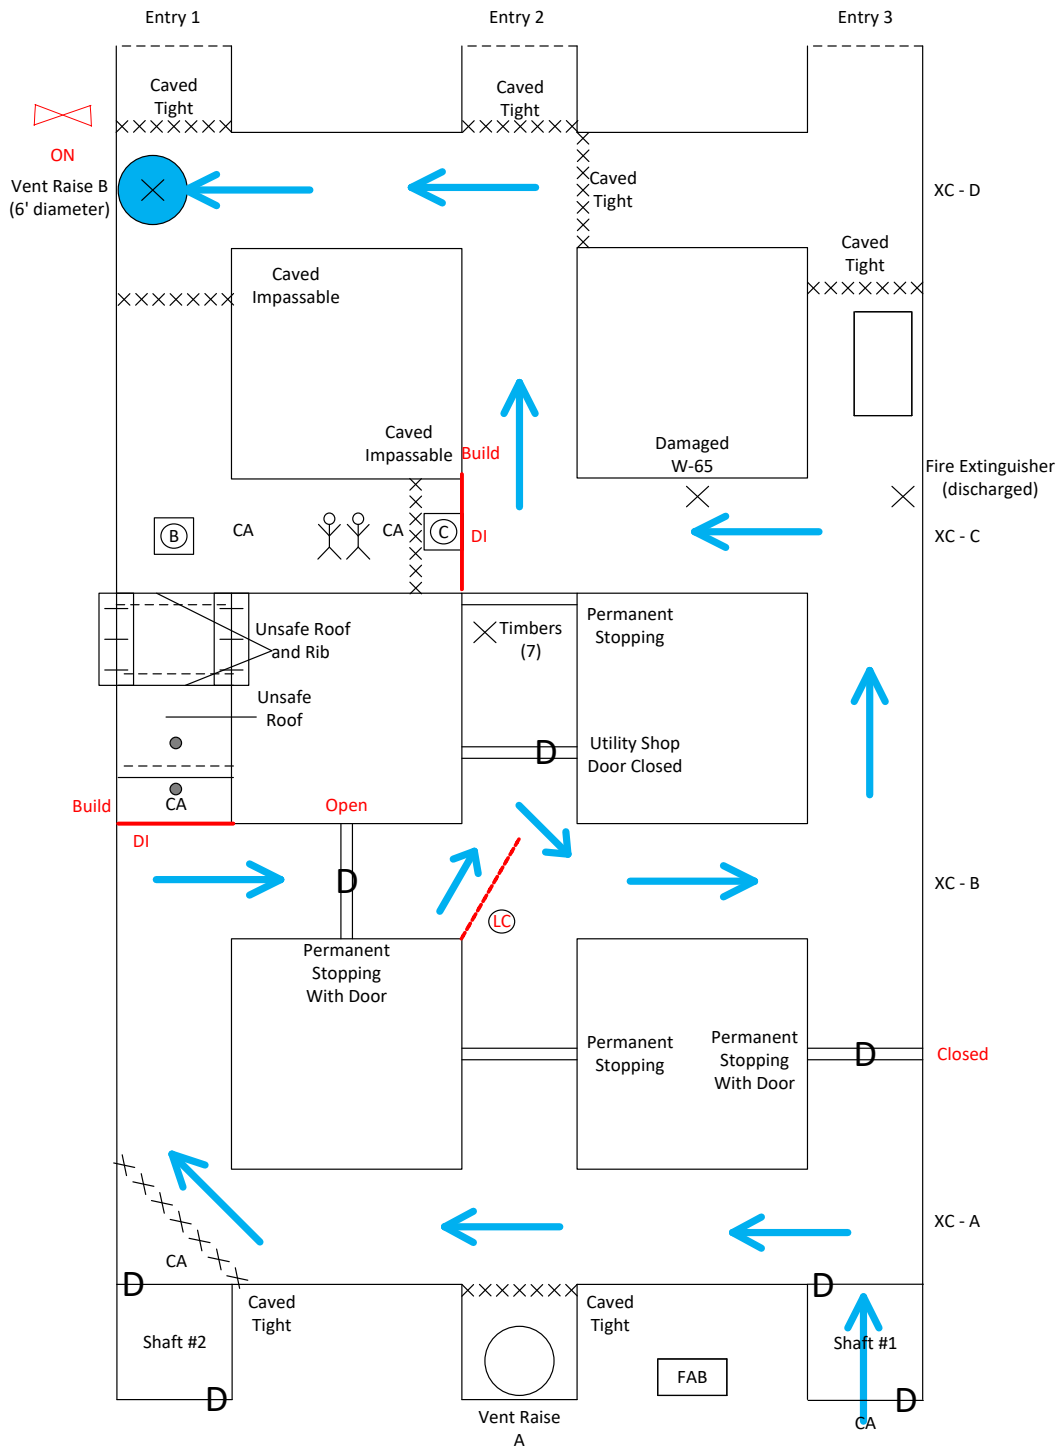 Entry 1
Entry 2
Entry 3
Caved
Tight
Caved
Tight
ON
Vent Raise B
(6' diameter)
Caved
Tight
XC - D
Caved
Tight
Caved
Impassable
Caved
Impassable
Build
Damaged
W-65
Fire Extinguisher
(discharged)
B
CA
CA
C
DI
XC - C
Unsafe Roof
and Rib
Timbers
(7)
Permanent
Stopping
Unsafe
Roof
D
Utility Shop
Door Closed
Build
CA
Open
DI
D
XC - B
LC
Permanent
Stopping
With Door
Permanent
Stopping
Permanent
Stopping
With Door
D
Closed
XC - A
CA
D
D
Caved
Tight
Caved
Tight
Shaft #2
Shaft #1
FAB
D
D
Vent Raise
A
CA